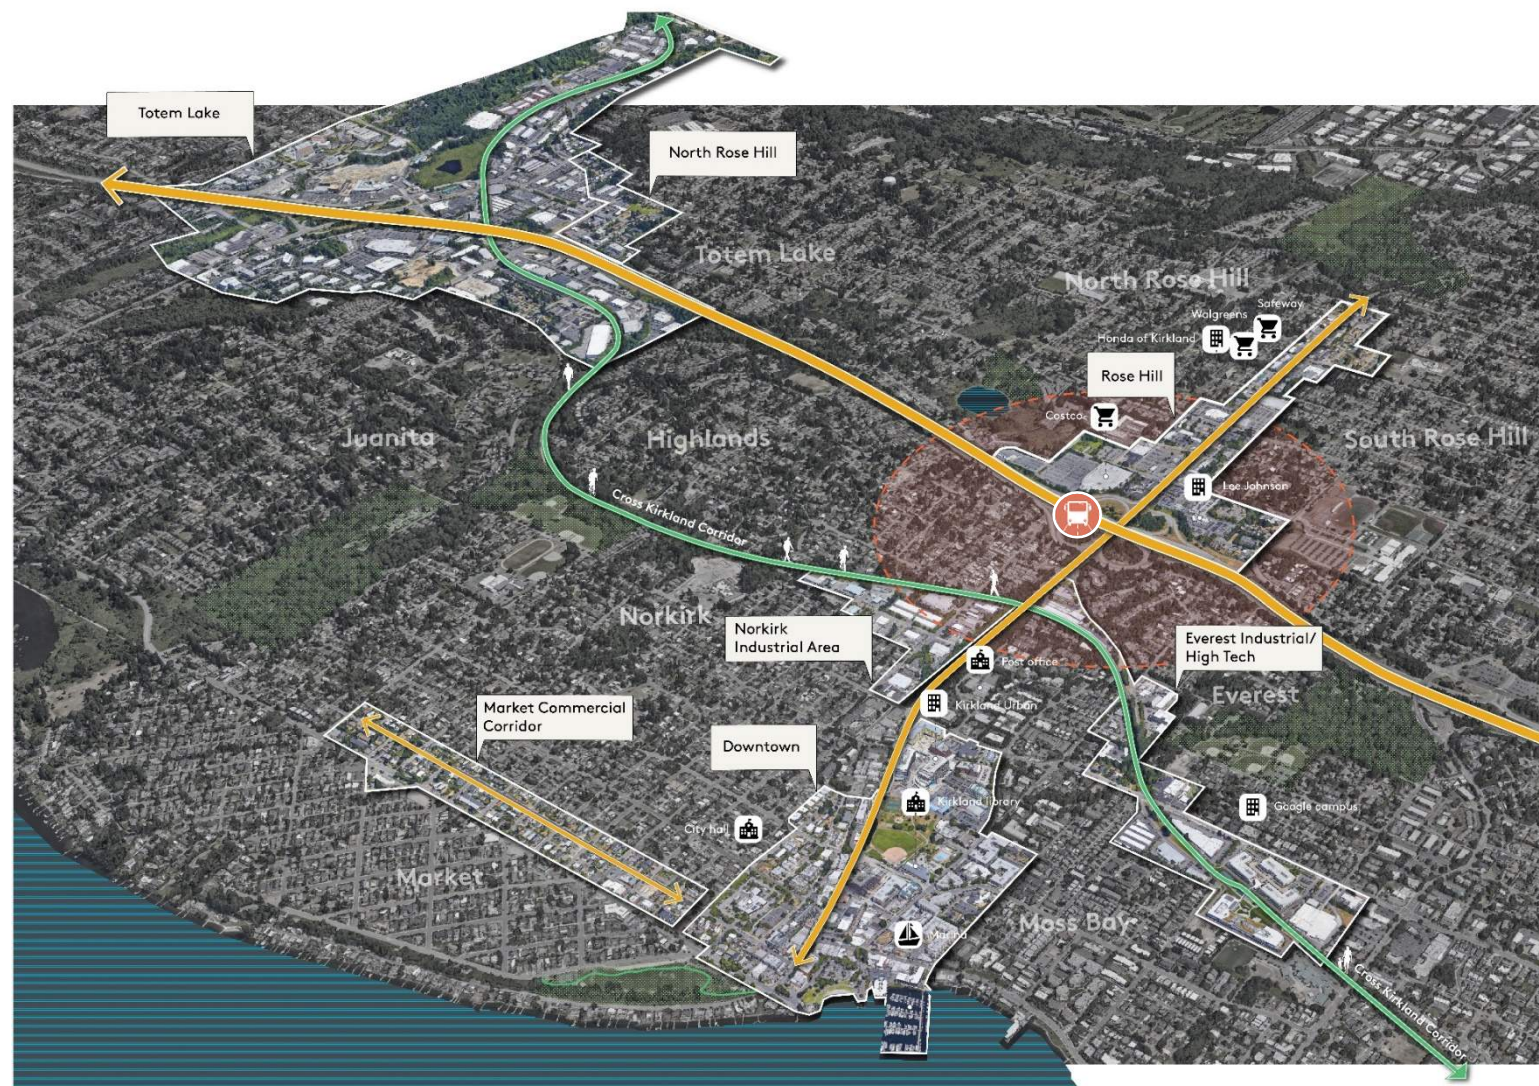 Totem Lake
North Rose Hill
Totem Lake
North Rose Hill
Safeway
Walgreens
Honda of Kirkland
Rose Hill
Costco
Juanita
Highlands
South Rose Hill
Lee Johnson
Cross Kirkland Corridor
Norkirk
Norkirk
Industrial Area
Everest Industrial/
High Tech
Post office
Everest
Kirkland Urban
Market Commercial
Corridor
Downtown
Kirkland library
Google campus
City hall
Market
Moss Bay
Marina
Cross Kirkland Corridor